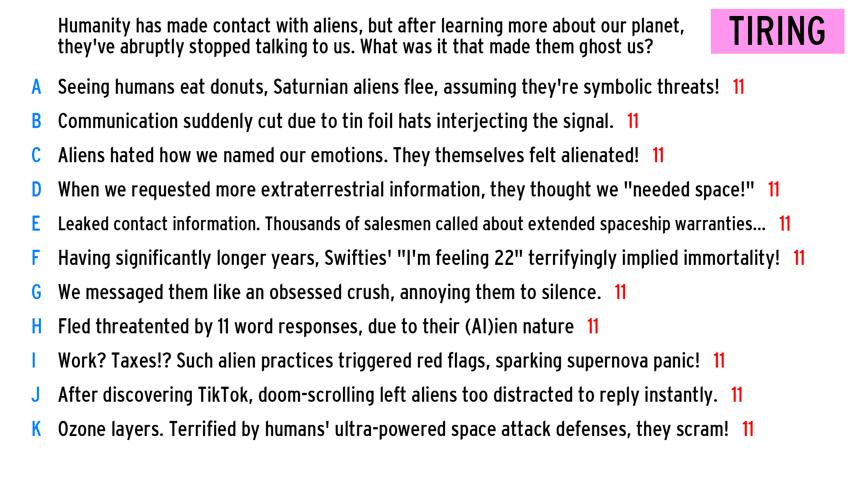 Humanity has made contact with aliens, but after learning more about our planet,
they've abruptly stopped talking to us. What was it that made them ghost us?
TIRING
A Seeing humans eat donuts, Saturnian aliens flee, assuming they're symbolic threats! 11
B Communication suddenly cut due to tin foil hats interjecting the signal. 11
C Aliens hated how we named our emotions. They themselves felt alienated! 11
D When we requested more extraterrestrial information, they thought we "needed space!" 11
E Leaked contact information. Thousands of salesmen called about extended spaceship warranties... 11
F Having significantly longer years, Swifties' "I'm feeling 22" terrifyingly implied immortality! 11
G We messaged them like an obsessed crush, annoying them to silence. 11
H Fled threatented by 11 word responses, due to their (AI)ien nature 11
I Work? Taxes!? Such alien practices triggered red flags, sparking supernova panic! 11
J After discovering TikTok, doom-scrolling left aliens too distracted to reply instantly. 11
K Ozone layers. Terrified by humans' ultra-powered space attack defenses, they scram! 11